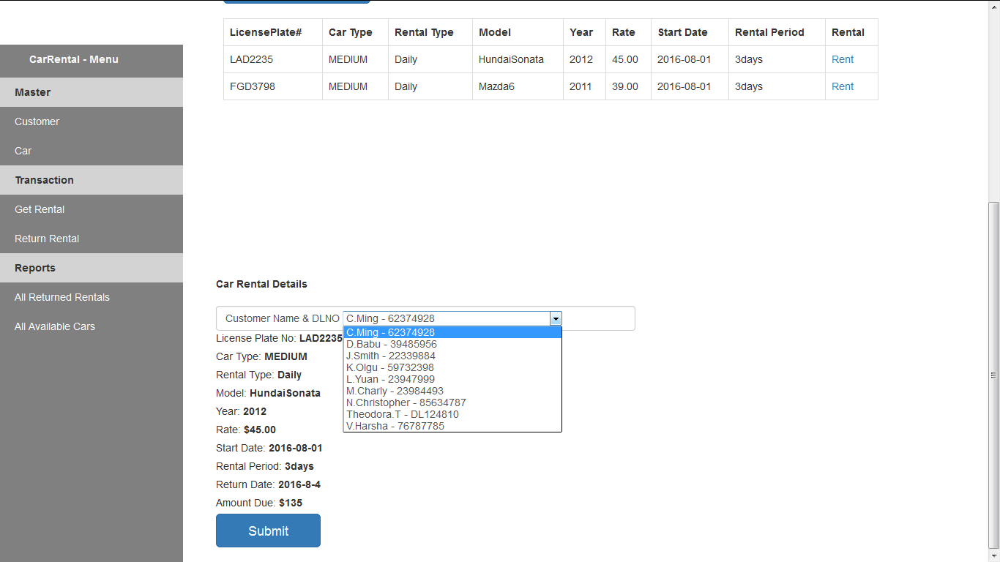 LicensePlate# Car Type Rental Type Model Year Rate Start Date Rental Period Rental
LAD2235 MEDIUM Daily HundaiSonata 2012 45.00 2016-08-01 3days Rent
FGD3798 MEDIUM Daily Mazda6 2011 39.00 2016-08-01 3days Rent
CarRental - Menu
Master
Customer
Car
Transaction
Get Rental
Return Rental
Reports
All Returned Rentals
All Available Cars
Car Rental Details
Customer Name & DLNO C.Ming - 62374928
C.Ming - 62374928
D.Babu - 39485956
J.Smith - 22339884
K.Olgu - 59732398
L.Yuan - 23947999
M.Charly - 23984493
N.Christopher - 85634787
Theodora.T - DL124810
V.Harsha - 76787785
License Plate No: LAD2235
Car Type: MEDIUM
Rental Type: Daily
Model: HundaiSonata
Year: 2012
Rate: $45.00
Start Date: 2016-08-01
Rental Period: 3days
Return Date: 2016-8-4
Amount Due: $135
Submit